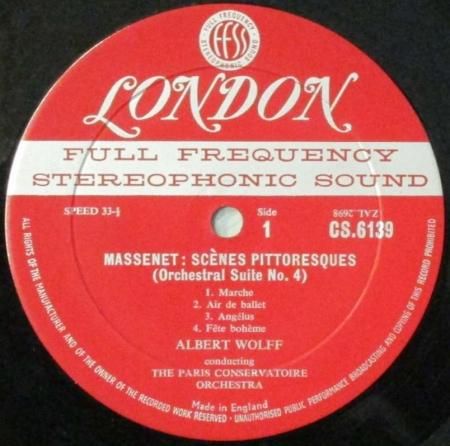 FULL FREQUENCY
ffss
STEREOPHONIC SOUND
LONDON
FULL FREQUENCY
STEREOPHONIC SOUND
SPEED 33⅓
Side
1
ZAL.2698
CS.6139
MASSENET : SCÈNES PITTORESQUES
(Orchestral Suite No. 4)
1. Marche
2. Air de ballet
3. Angélus
4. Fête bohème
ALBERT WOLFF
conducting
THE PARIS CONSERVATOIRE
ORCHESTRA
Made in England
ALL RIGHTS OF THE MANUFACTURER AND OF THE OWNER OF THE RECORDED WORK RESERVED - UNAUTHORISED PUBLIC PERFORMANCE BROADCASTING AND COPYING OF THIS RECORD PROHIBITED